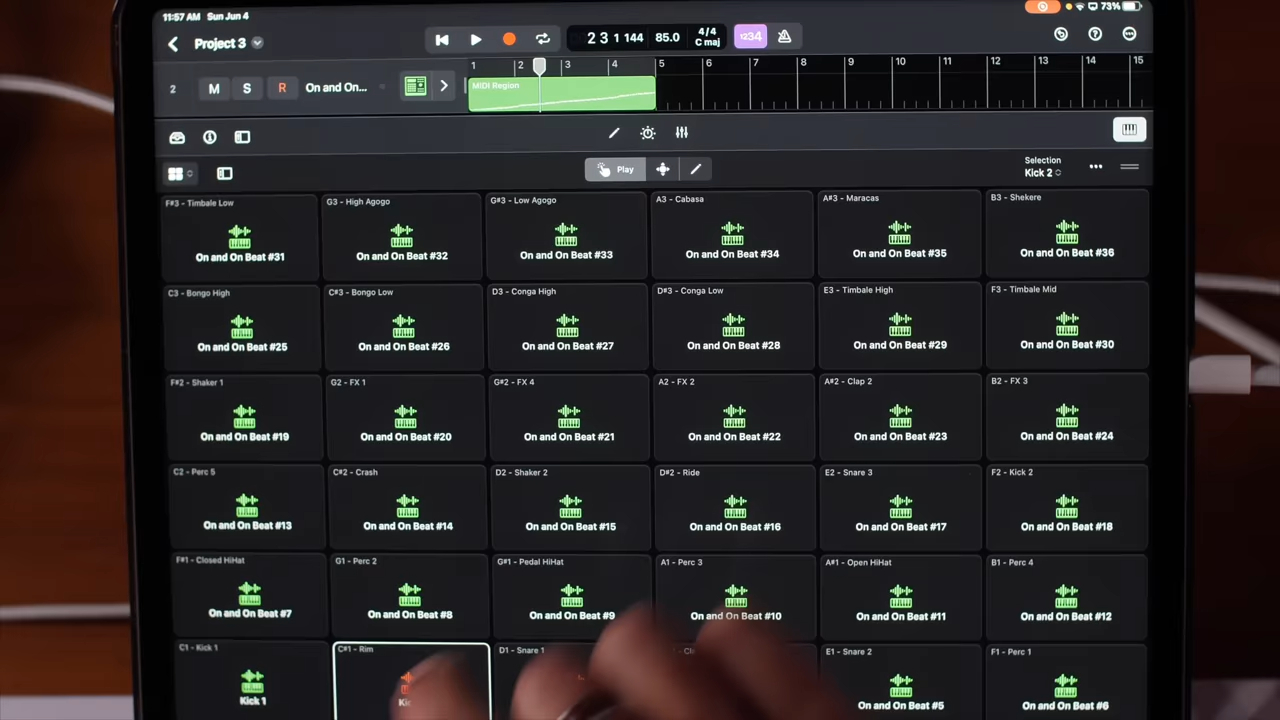 11:57 AM Sun Jun 4
73%
Project 3
2 3 1 144
85.0
4/4
C maj
1234
1 2 3 4 5 6 7 8 9 10 11 12 13 14 15
2 M S R On and On...
MIDI Region
Play
Selection
Kick 2
F#3 - Timbale Low
On and On Beat #31
G3 - High Agogo
On and On Beat #32
G#3 - Low Agogo
On and On Beat #33
A3 - Cabasa
On and On Beat #34
A#3 - Maracas
On and On Beat #35
B3 - Shekere
On and On Beat #36
C3 - Bongo High
On and On Beat #25
C#3 - Bongo Low
On and On Beat #26
D3 - Conga High
On and On Beat #27
D#3 - Conga Low
On and On Beat #28
E3 - Timbale High
On and On Beat #29
F3 - Timbale Mid
On and On Beat #30
F#2 - Shaker 1
On and On Beat #19
G2 - FX 1
On and On Beat #20
G#2 - FX 4
On and On Beat #21
A2 - FX 2
On and On Beat #22
A#2 - Clap 2
On and On Beat #23
B2 - FX 3
On and On Beat #24
C2 - Perc 5
On and On Beat #13
C#2 - Crash
On and On Beat #14
D2 - Shaker 2
On and On Beat #15
D#2 - Ride
On and On Beat #16
E2 - Snare 3
On and On Beat #17
F2 - Kick 2
On and On Beat #18
F#1 - Closed HiHat
On and On Beat #7
G1 - Perc 2
On and On Beat #8
G#1 - Pedal HiHat
On and On Beat #9
A1 - Perc 3
On and On Beat #10
A#1 - Open HiHat
On and On Beat #11
B1 - Perc 4
On and On Beat #12
C1 - Kick 1
Kick 1
C#1 - Rim
D1 - Snare 1
E1 - Snare 2
On and On Beat #5
F1 - Perc 1
On and On Beat #6